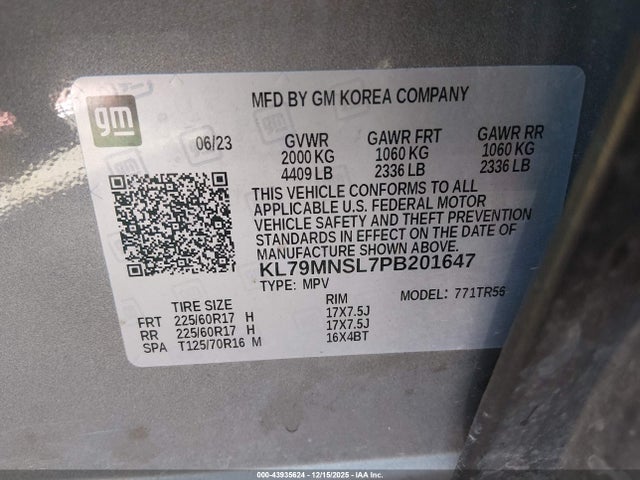 gm
MFD BY GM KOREA COMPANY
06/23 GVWR GAWR FRT GAWR RR
2000 KG 1060 KG 1060 KG
4409 LB 2336 LB 2336 LB
THIS VEHICLE CONFORMS TO ALL
APPLICABLE U.S. FEDERAL MOTOR
VEHICLE SAFETY AND THEFT PREVENTION
STANDARDS IN EFFECT ON THE DATE OF
MANUFACTURE SHOWN ABOVE.
KL79MNSL7PB201647
TYPE: MPV MODEL: 771TR56
TIRE SIZE RIM
FRT 225/60R17 H 17X7.5J
RR 225/60R17 H 17X7.5J
SPA T125/70R16 M 16X4BT
000-43935624 | 12/15/2025 | IAA Inc.